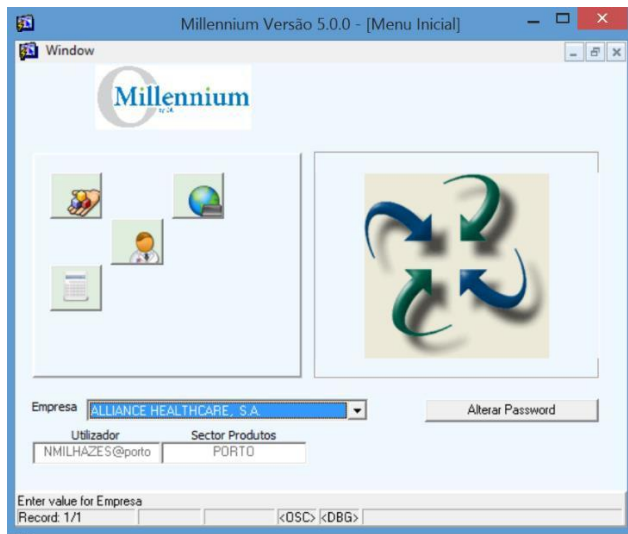 Millennium Versão 5.0.0 - [Menu Inicial]
Window
Millennium
Empresa ALLIANCE HEALTHCARE, S.A. Alterar Password
Utilizador Sector Produtos
NMILHAZES@porto PORTO
Enter value for Empresa
Record: 1/1 <OSC> <DBG>